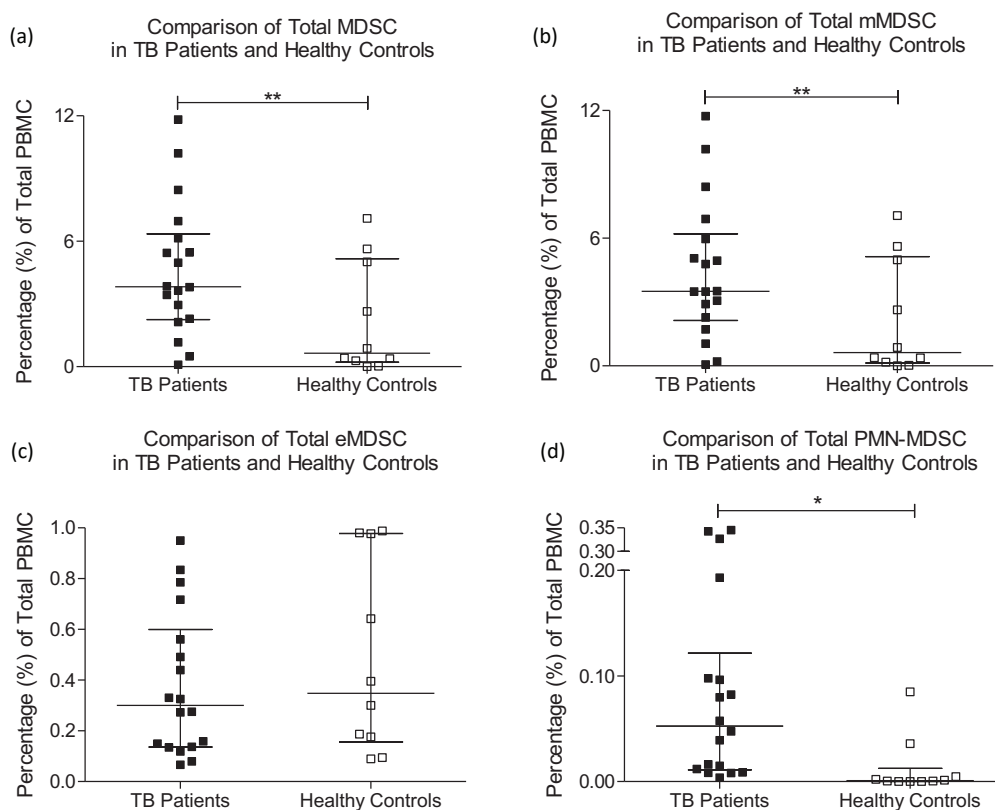 (a)
Comparison of Total MDSC
in TB Patients and Healthy Controls
**
Percentage (%) of Total PBMC
12
6
0
TB Patients
Healthy Controls
(b)
Comparison of Total mMDSC
in TB Patients and Healthy Controls
**
Percentage (%) of Total PBMC
12
6
0
TB Patients
Healthy Controls
(c)
Comparison of Total eMDSC
in TB Patients and Healthy Controls
Percentage (%) of Total PBMC
1.0
0.8
0.6
0.4
0.2
0.0
TB Patients
Healthy Controls
(d)
Comparison of Total PMN-MDSC
in TB Patients and Healthy Controls
*
Percentage (%) of Total PBMC
0.35
0.30
0.20
0.10
0.00
TB Patients
Healthy Controls